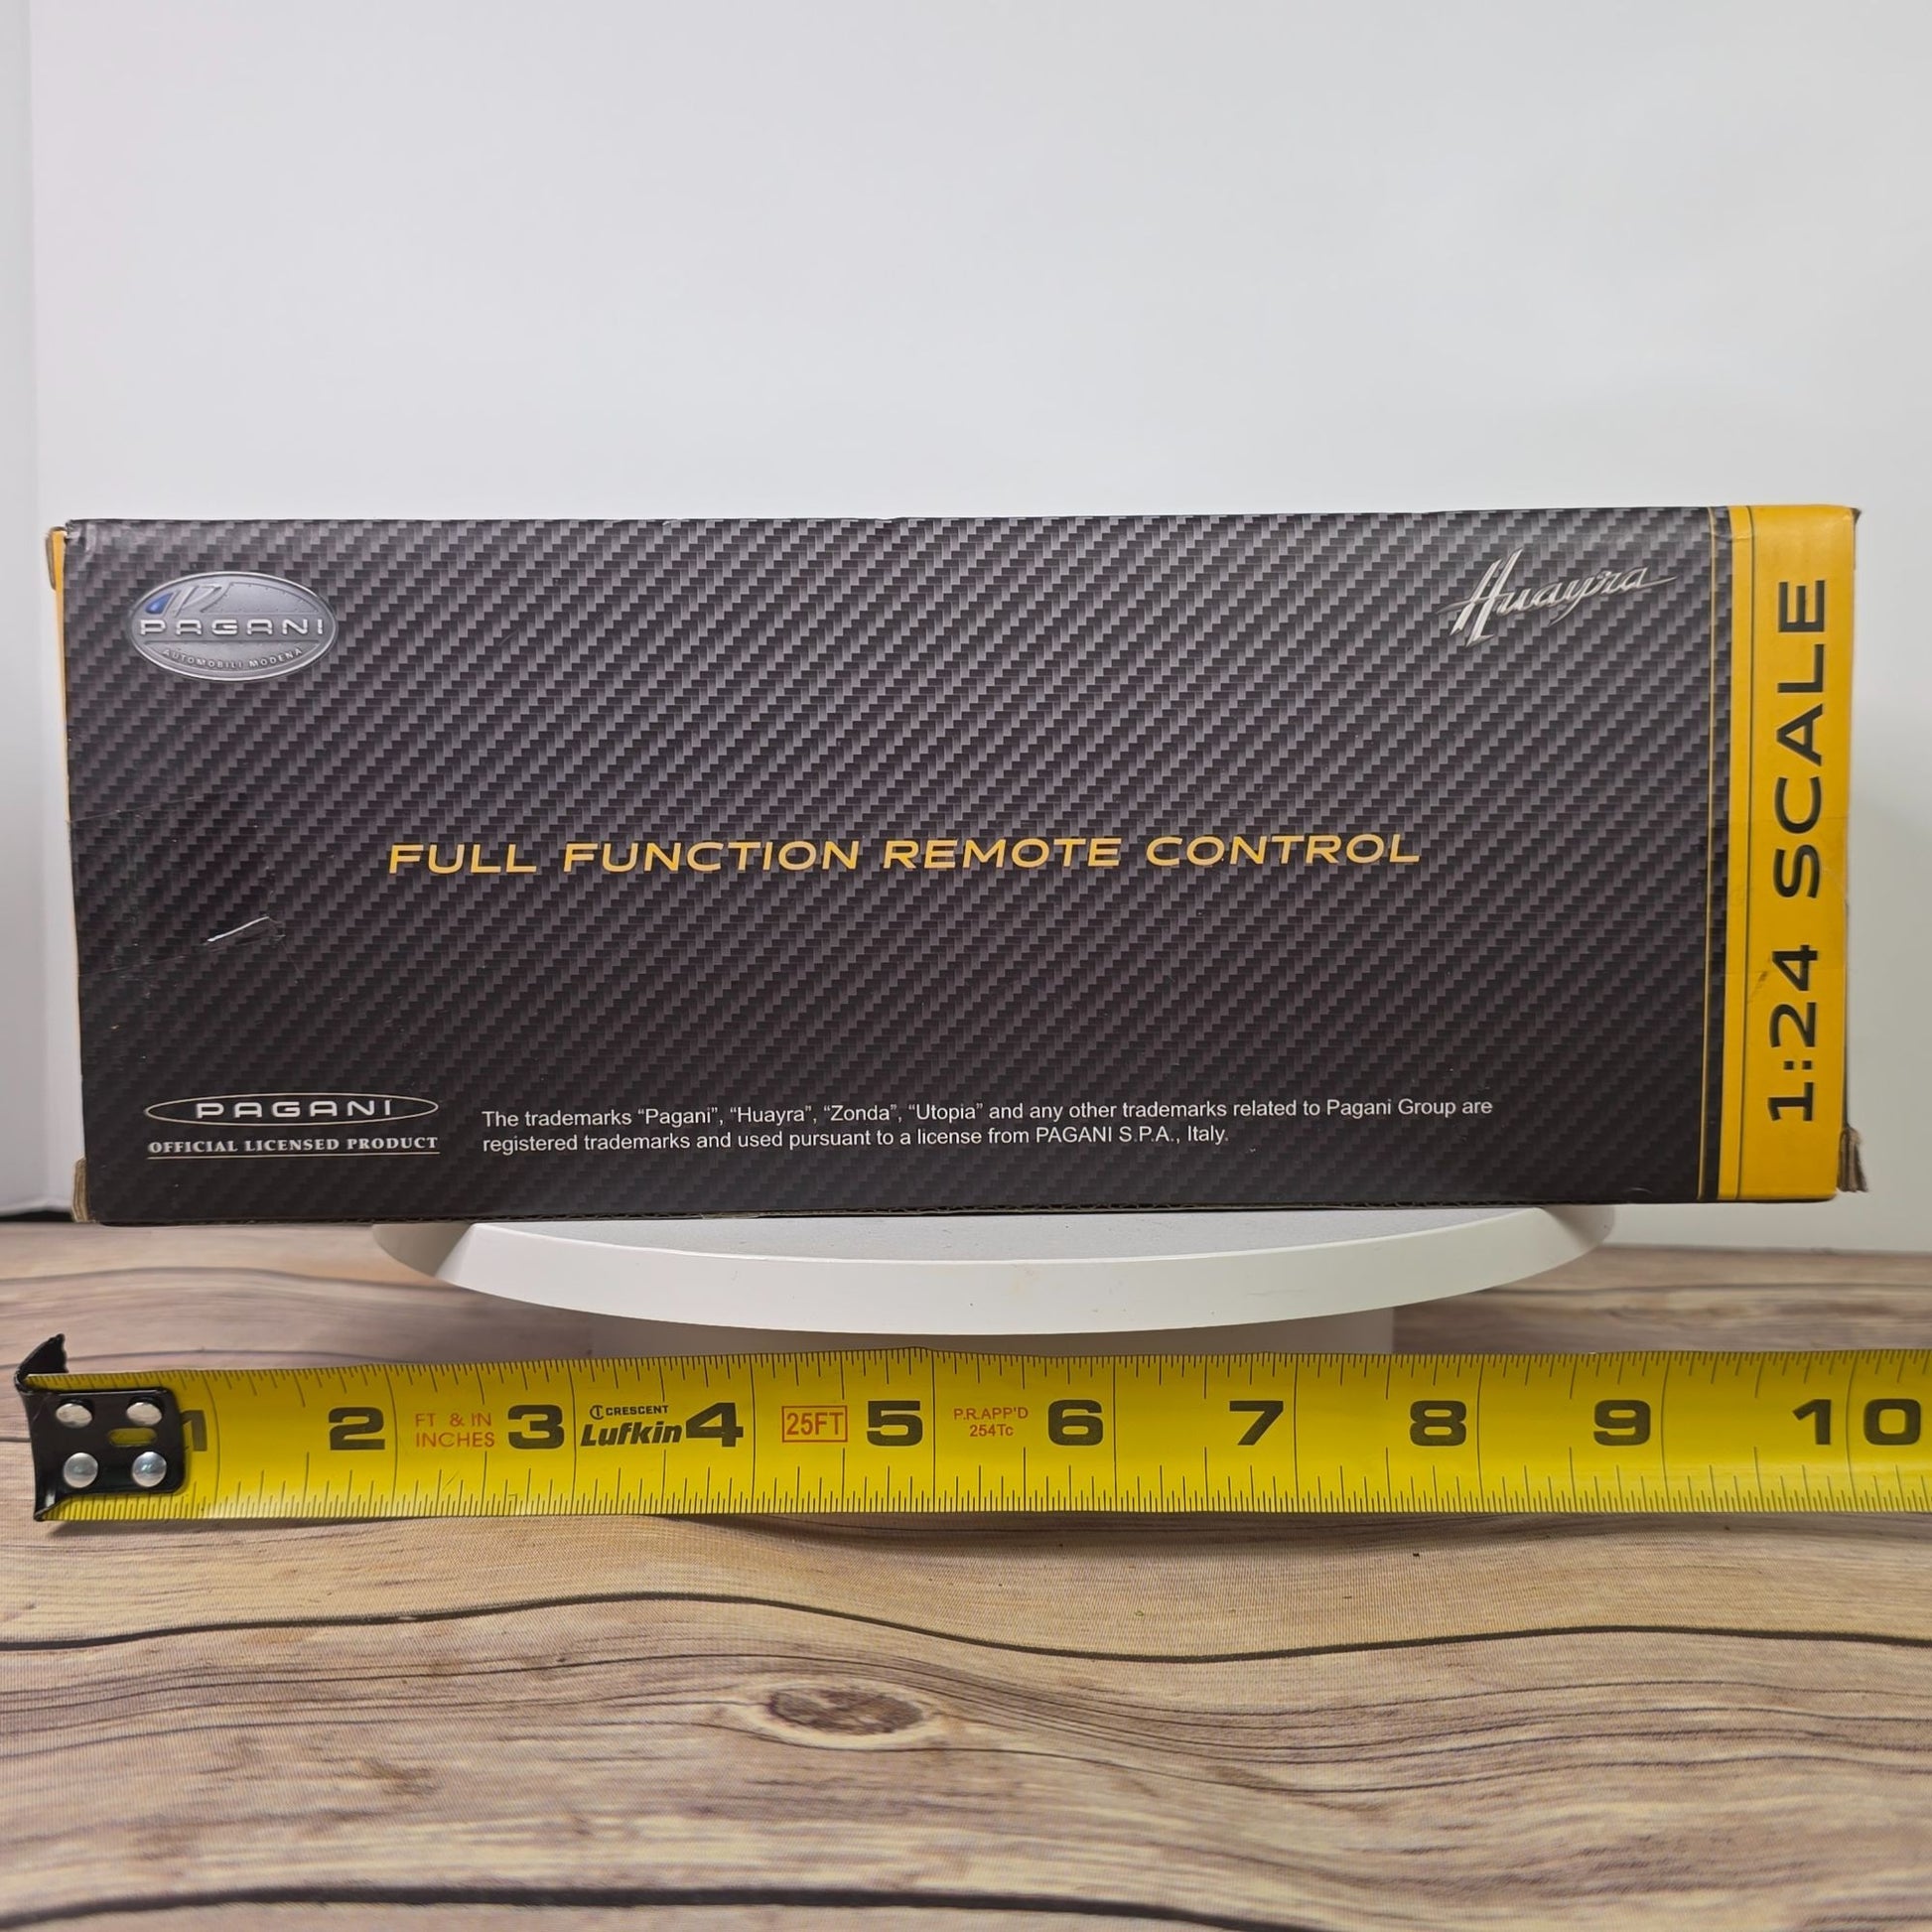 PAGANI
AUTOMOBILI MODENA
Huayra
FULL FUNCTION REMOTE CONTROL
1:24 SCALE
PAGANI
OFFICIAL LICENSED PRODUCT
The trademarks “Pagani”, “Huayra”, “Zonda”, “Utopia” and any other trademarks related to Pagani Group are
registered trademarks and used pursuant to a license from PAGANI S.P.A., Italy.
1 2 FT & IN 3 CRESCENT 4 25FT 5 P.R.APP'D 6 7 8 9 10
INCHES Lufkin 254Tc